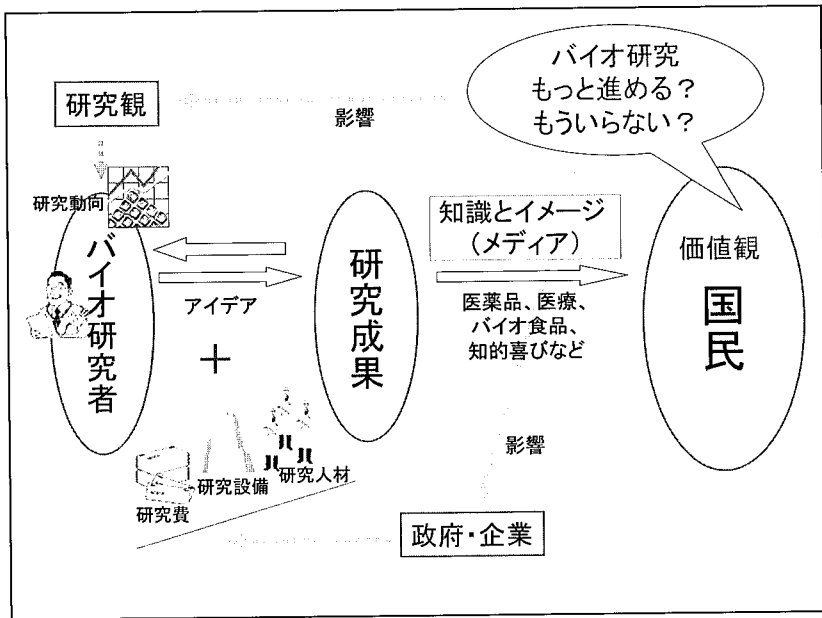 バイオ研究
もっと進める？
もういらない？
研究観
影響
研究動向
バイオ研究者
アイデア
＋
研究成果
知識とイメージ
（メディア）
医薬品、医療、
バイオ食品、
知的喜びなど
価値観
国民
影響
研究人材
研究設備
研究費
政府・企業